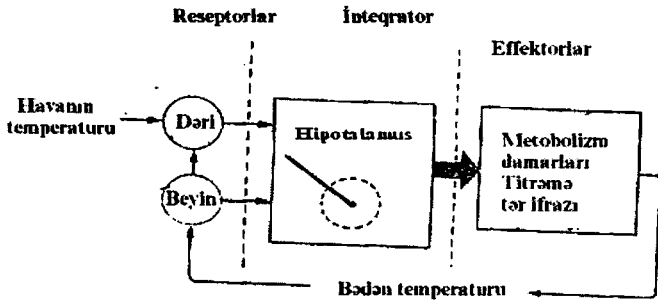 Reseptorlar
İnteqrator
Effektorlar
Havanın
temperaturu
Dəri
Beyin
Hipotalamus
Metobolizm
damarları
Titrəmə
tər ifrazı
Bədən temperaturu